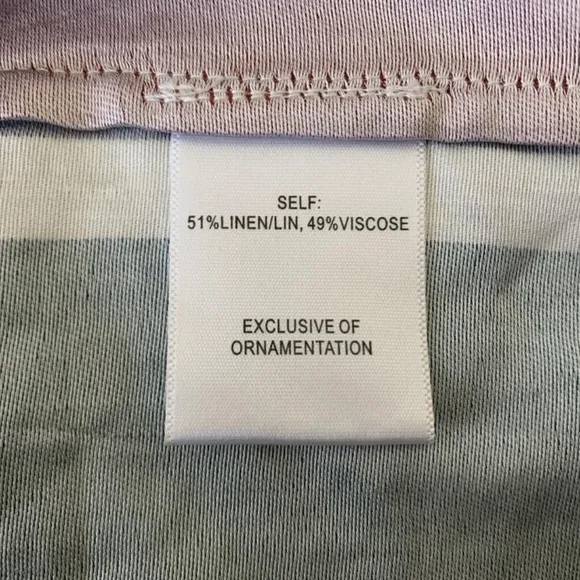 SELF:
51%LINEN/LIN, 49%VISCOSE
EXCLUSIVE OF
ORNAMENTATION